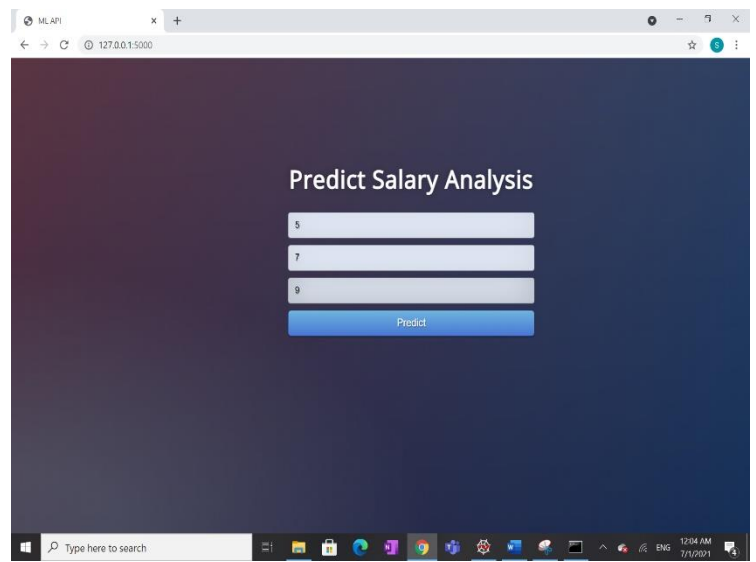 ML API
127.0.0.1:5000
S
Predict Salary Analysis
5
7
9
Predict
Type here to search
ENG
12:04 AM
7/1/2021
4